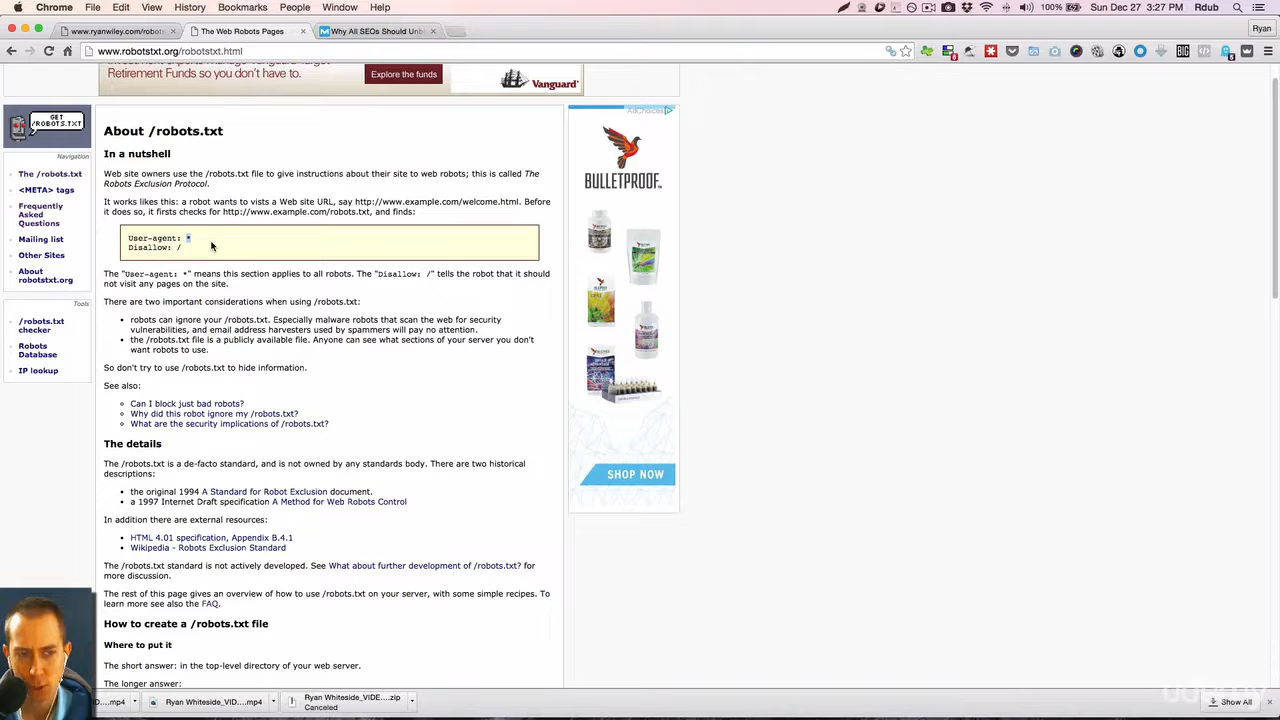 Chrome File Edit View History Bookmarks People Window Help
100% Sun Dec 27 3:27 PM Rdub
www.ryanwiley.com/robots
The Web Robots Pages
Why All SEOs Should Unbl
Ryan
www.robotstxt.org/robotstxt.html
Retirement Funds so you don't have to.
Explore the funds
Vanguard
GET
/ROBOTS.TXT
Navigation
The /robots.txt
<META> tags
Frequently
Asked
Questions
Mailing list
Other Sites
About
robotstxt.org
Tools
/robots.txt
checker
Robots
Database
IP lookup
About /robots.txt
In a nutshell
Web site owners use the /robots.txt file to give instructions about their site to web robots; this is called The
Robots Exclusion Protocol.
It works like this: a robot wants to vists a Web site URL, say http://www.example.com/welcome.html. Before
it does so, it firsts checks for http://www.example.com/robots.txt, and finds:
User-agent: *
Disallow: /
The "User-agent: *" means this section applies to all robots. The "Disallow: /" tells the robot that it should
not visit any pages on the site.
There are two important considerations when using /robots.txt:
• robots can ignore your /robots.txt. Especially malware robots that scan the web for security
vulnerabilities, and email address harvesters used by spammers will pay no attention.
• the /robots.txt file is a publicly available file. Anyone can see what sections of your server you don't
want robots to use.
So don't try to use /robots.txt to hide information.
See also:
Can I block just bad robots?
Why did this robot ignore my /robots.txt?
What are the security implications of /robots.txt?
The details
The /robots.txt is a de-facto standard, and is not owned by any standards body. There are two historical
descriptions:
• the original 1994 A Standard for Robot Exclusion document.
• a 1997 Internet Draft specification A Method for Web Robots Control
In addition there are external resources:
• HTML 4.01 specification, Appendix B.4.1
• Wikipedia - Robots Exclusion Standard
The /robots.txt standard is not actively developed. See What about further development of /robots.txt? for
more discussion.
The rest of this page gives an overview of how to use /robots.txt on your server, with some simple recipes. To
learn more see also the FAQ.
How to create a /robots.txt file
Where to put it
The short answer: in the top-level directory of your web server.
The longer answer:
AdChoices
BULLETPROOF.
SHOP NOW
D....mp4
Ryan Whiteside_VID....mp4
Ryan Whiteside_VIDE....zip
Canceled
Show All